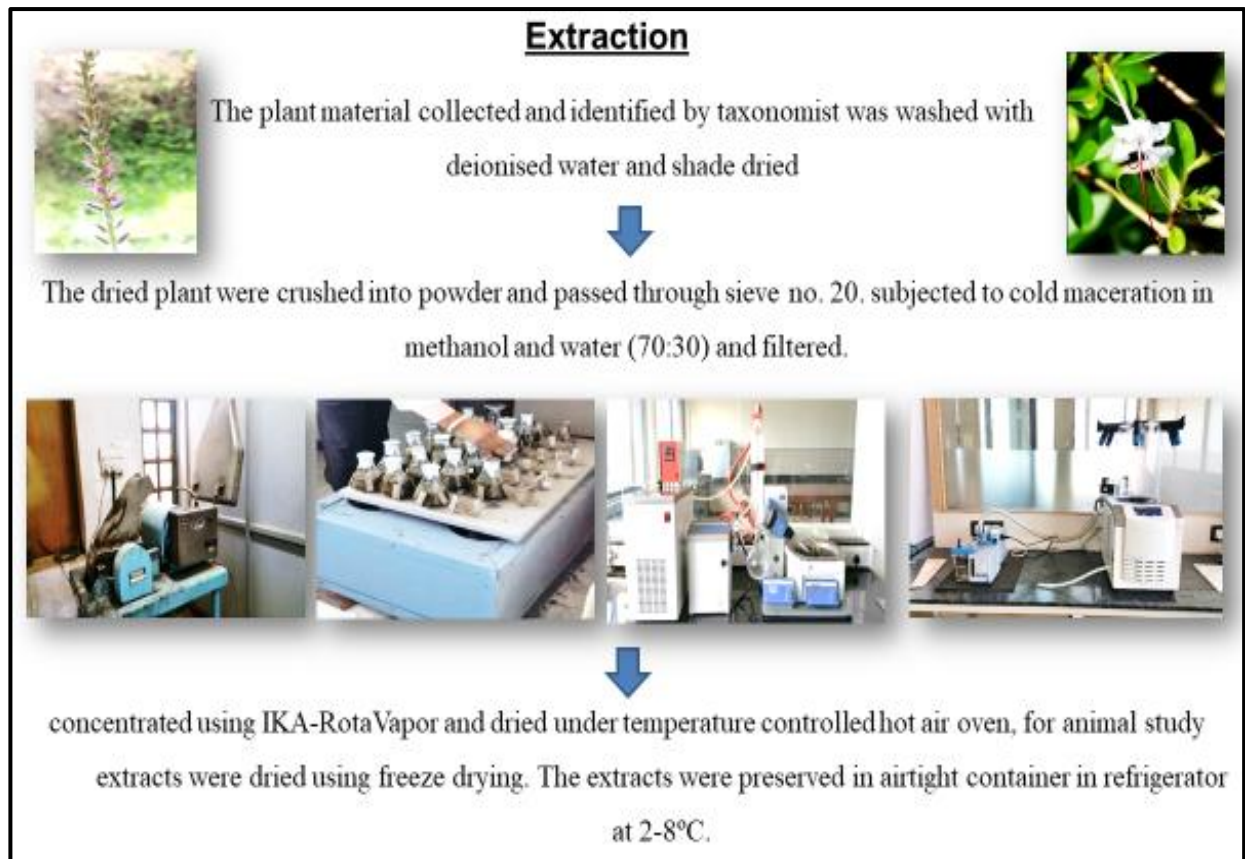 Extraction
The plant material collected and identified by taxonomist was washed with
deionised water and shade dried
The dried plant were crushed into powder and passed through sieve no. 20. subjected to cold maceration in
methanol and water (70:30) and filtered.
concentrated using IKA-RotaVapor and dried under temperature controlled hot air oven, for animal study
extracts were dried using freeze drying. The extracts were preserved in airtight container in refrigerator
at 2-8ºC.